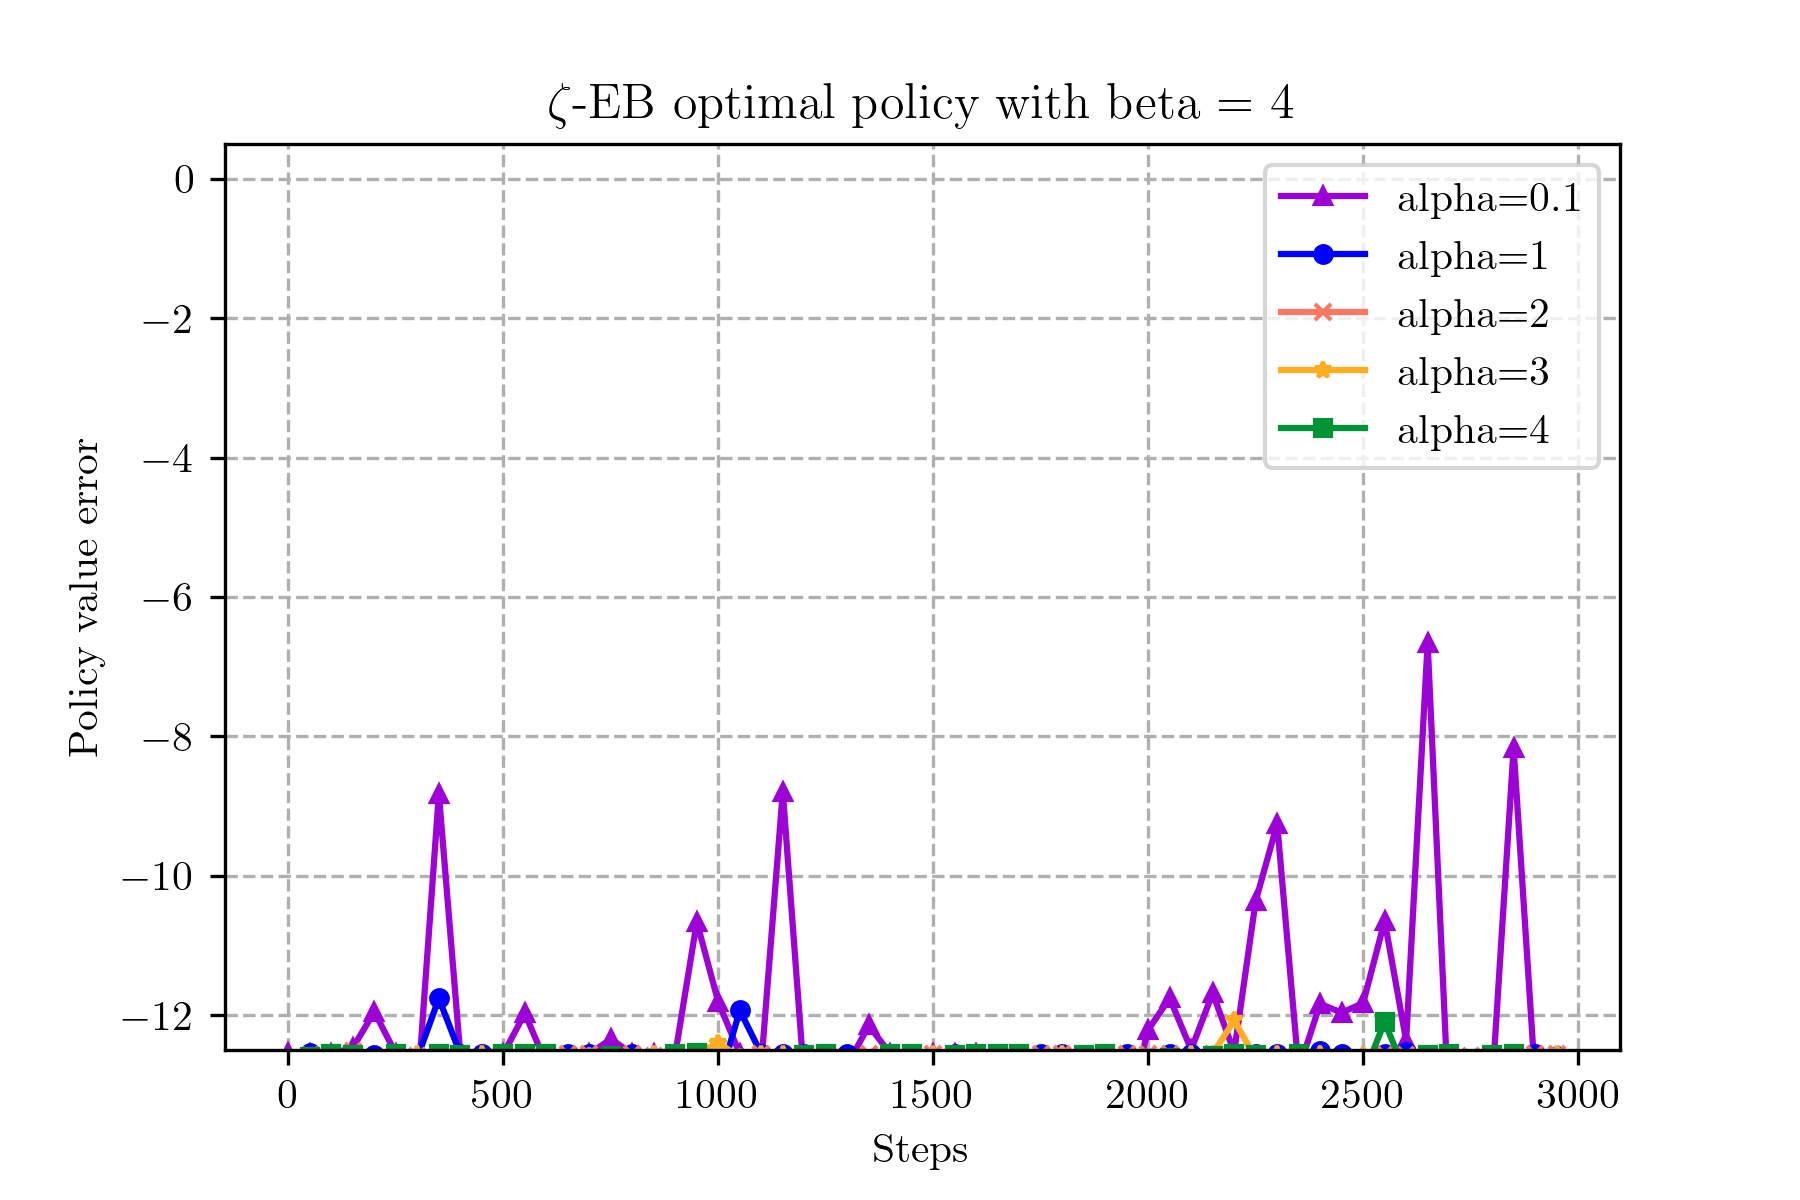 ζ-EB optimal policy with beta = 4
Policy value error
0
−2
−4
−6
−8
−10
−12
alpha=0.1
alpha=1
alpha=2
alpha=3
alpha=4
0 500 1000 1500 2000 2500 3000
Steps